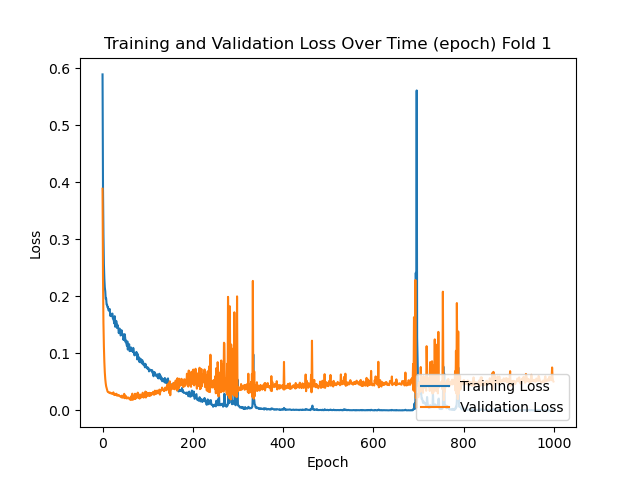 Training and Validation Loss Over Time (epoch) Fold 1
0.6
0.5
0.4
0.3
0.2
0.1
0.0
Loss
Training Loss
Validation Loss
0 200 400 600 800 1000
Epoch